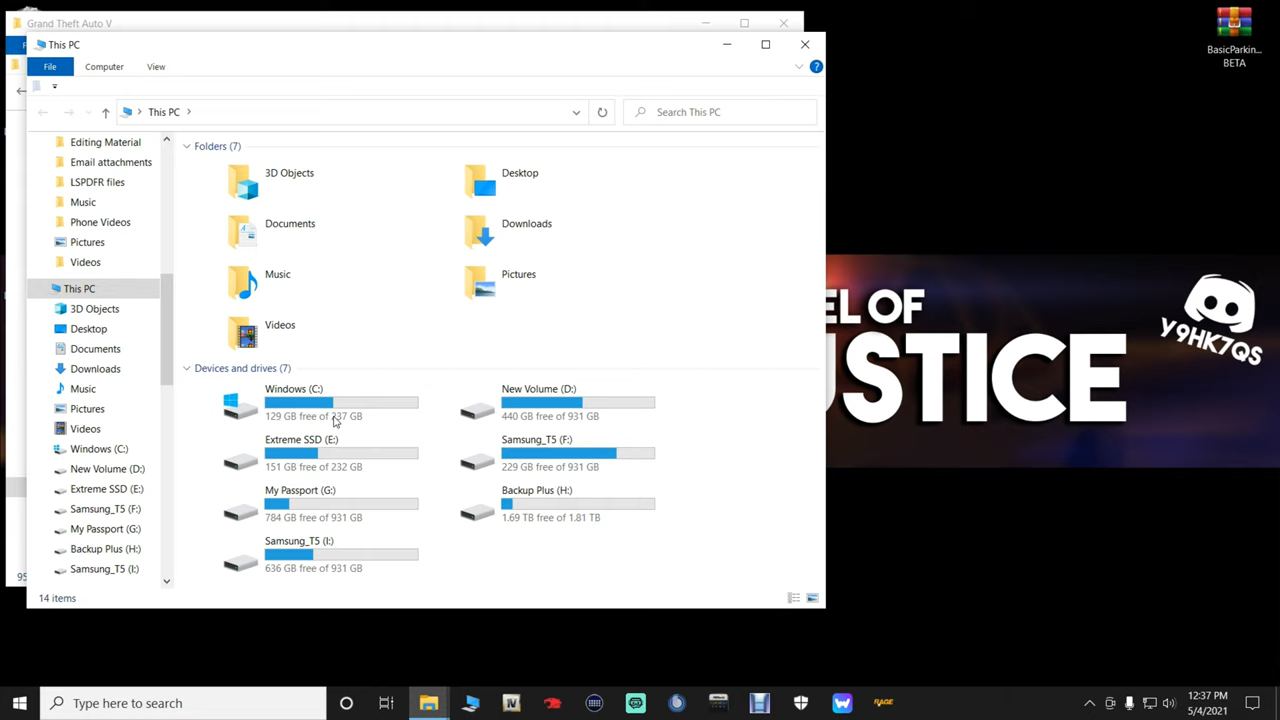 Grand Theft Auto V
This PC
File
Computer
View
This PC
Search This PC
Editing Material
Email attachments
LSPDFR files
Music
Phone Videos
Pictures
Videos
This PC
3D Objects
Desktop
Documents
Downloads
Music
Pictures
Videos
Windows (C:)
New Volume (D:)
Extreme SSD (E:)
Samsung_T5 (F:)
My Passport (G:)
Backup Plus (H:)
Samsung_T5 (I:)
Folders (7)
3D Objects
Desktop
Documents
Downloads
Music
Pictures
Videos
Devices and drives (7)
Windows (C:)
129 GB free of 237 GB
New Volume (D:)
440 GB free of 931 GB
Extreme SSD (E:)
151 GB free of 232 GB
Samsung_T5 (F:)
229 GB free of 931 GB
My Passport (G:)
784 GB free of 931 GB
Backup Plus (H:)
1.69 TB free of 1.81 TB
Samsung_T5 (I:)
636 GB free of 931 GB
14 items
BasicParkin...
BETA
EL OF
USTICE
Y9HK7QS
Type here to search
IV
RAGE
12:37 PM
5/4/2021